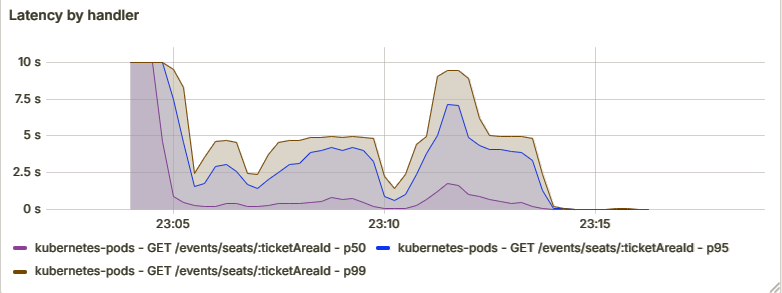 Latency by handler
10 s
7.5 s
5 s
2.5 s
0 s
23:05 23:10 23:15
kubernetes-pods - GET /events/seats/:ticketAreaId - p50 kubernetes-pods - GET /events/seats/:ticketAreaId - p95
kubernetes-pods - GET /events/seats/:ticketAreaId - p99